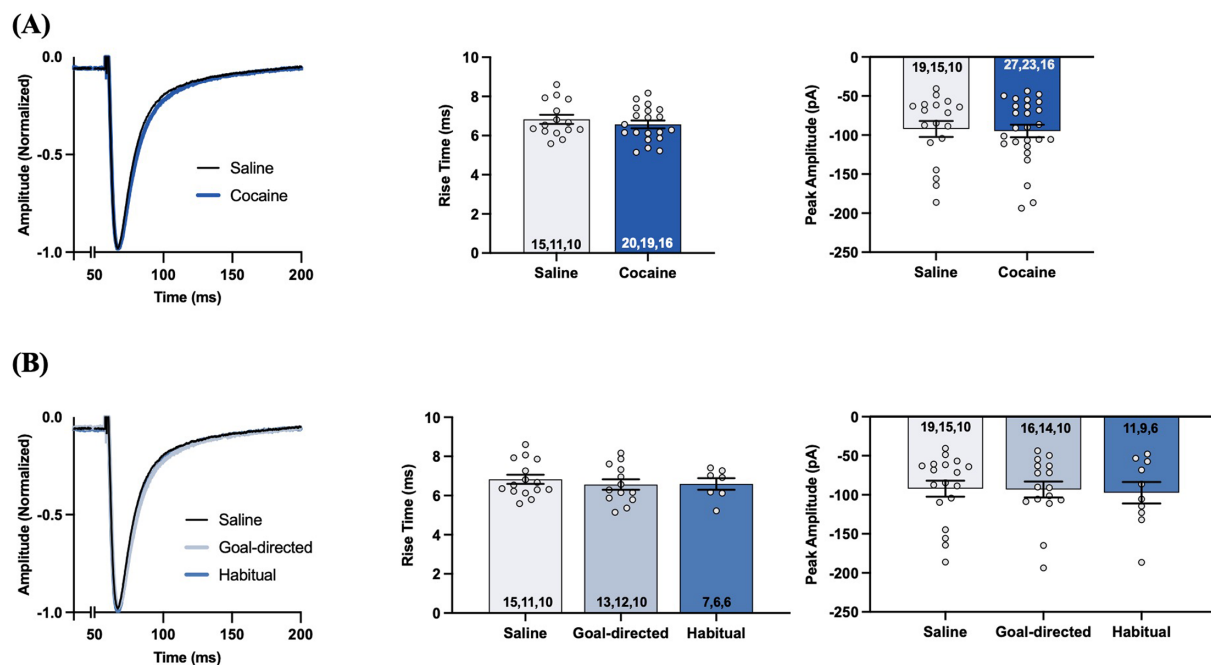 (A)
0.0
-0.5
-1.0
Amplitude (Normalized)
Saline
Cocaine
50
100
150
200
Time (ms)
10
8
6
4
2
0
Rise Time (ms)
15,11,10
20,19,16
Saline
Cocaine
0
-50
-100
-150
-200
-250
Peak Amplitude (pA)
19,15,10
27,23,16
Saline
Cocaine
(B)
0.0
-0.5
-1.0
Amplitude (Normalized)
Saline
Goal-directed
Habitual
50
100
150
200
Time (ms)
10
8
6
4
2
0
Rise Time (ms)
15,11,10
13,12,10
7,6,6
Saline
Goal-directed
Habitual
0
-50
-100
-150
-200
-250
Peak Amplitude (pA)
19,15,10
16,14,10
11,9,6
Saline
Goal-directed
Habitual